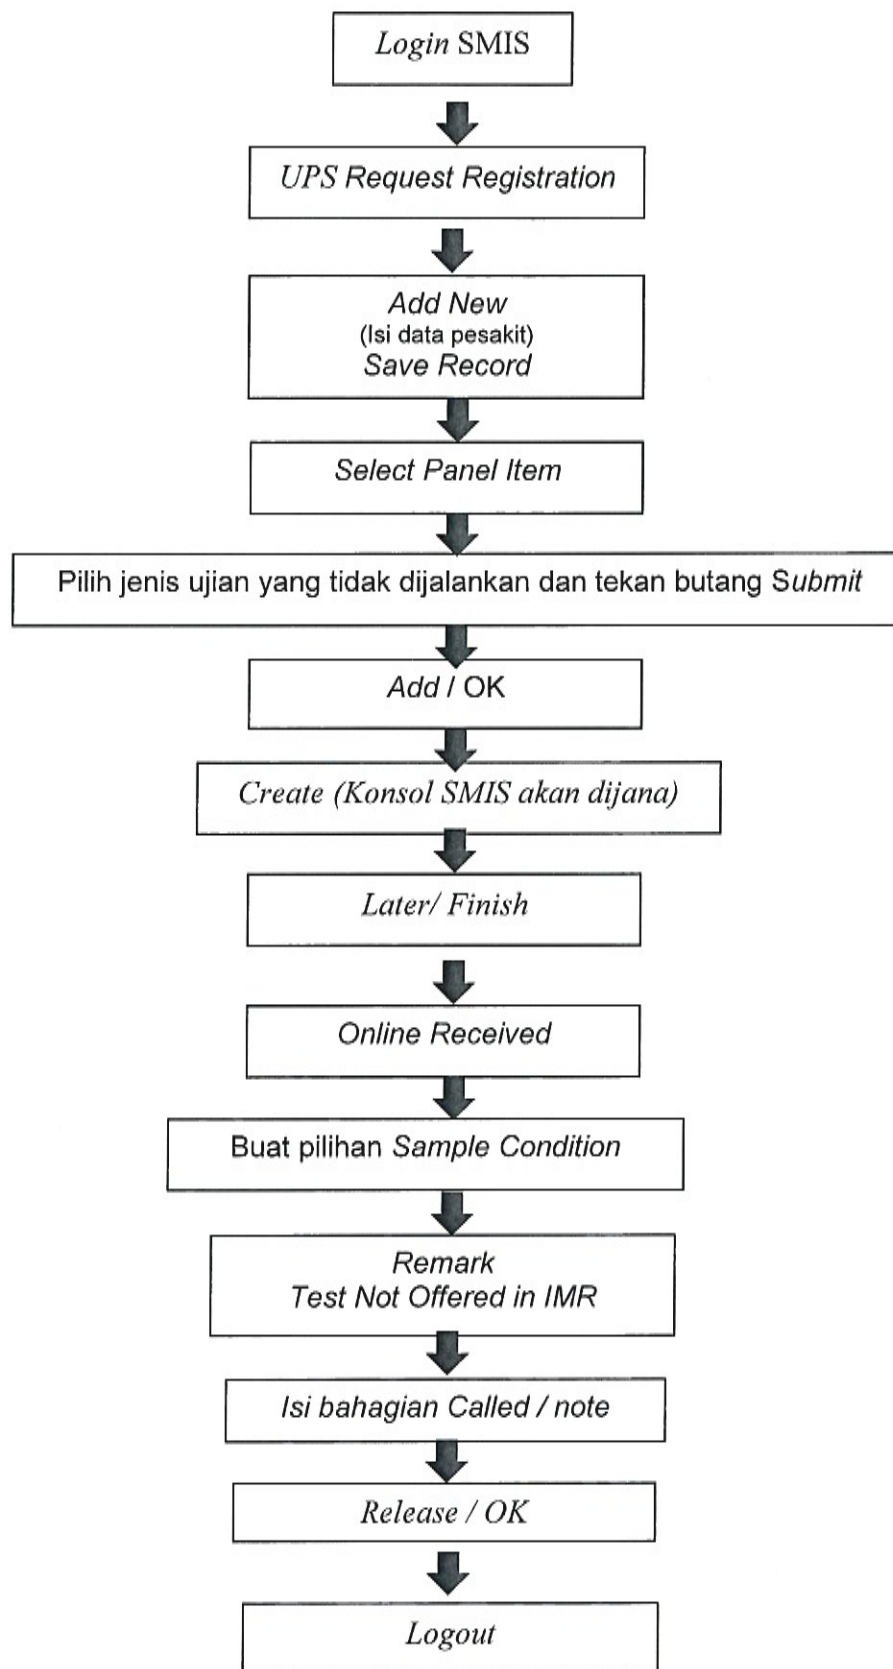 Login SMIS
UPS Request Registration
Add New
(Isi data pesakit)
Save Record
Select Panel Item
Pilih jenis ujian yang tidak dijalankan dan tekan butang Submit
Add / OK
Create (Konsol SMIS akan dijana)
Later/ Finish
Online Received
Buat pilihan Sample Condition
Remark
Test Not Offered in IMR
Isi bahagian Called / note
Release / OK
Logout